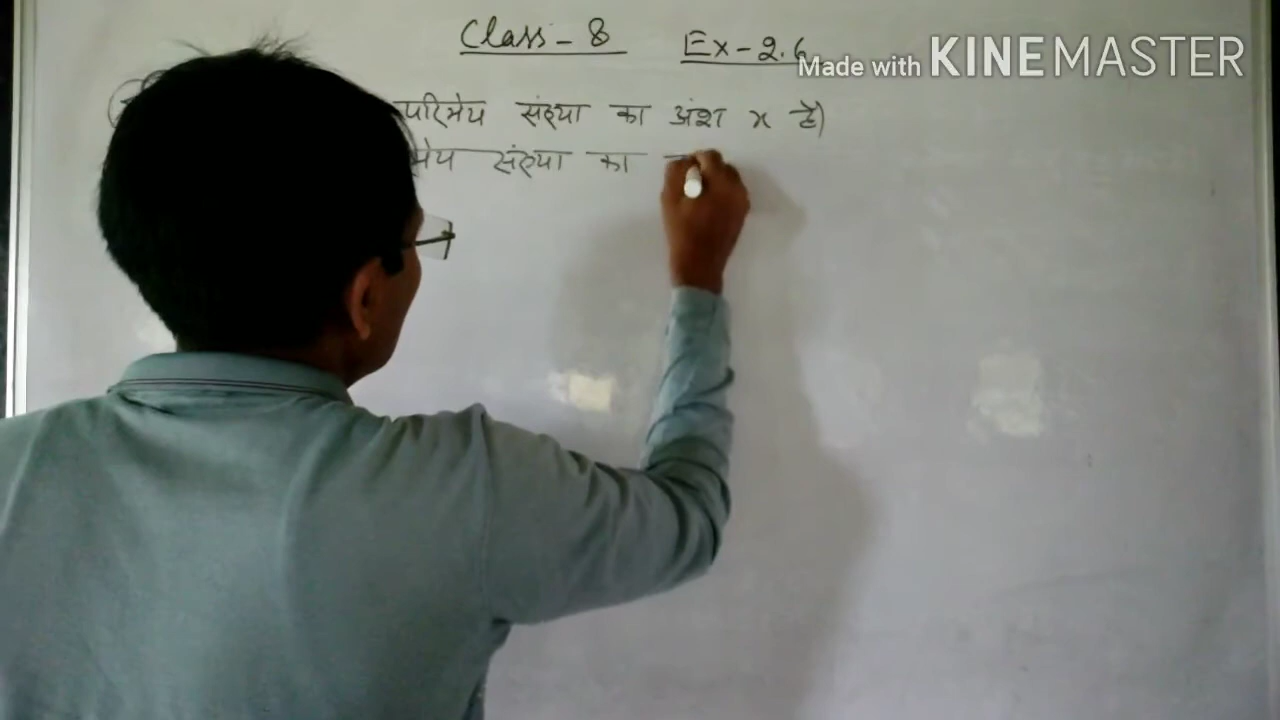 Class - 8 Ex - 2.6
Made with KINEMASTER
परिमेय संख्या का अंश x है)
मेय संख्या का